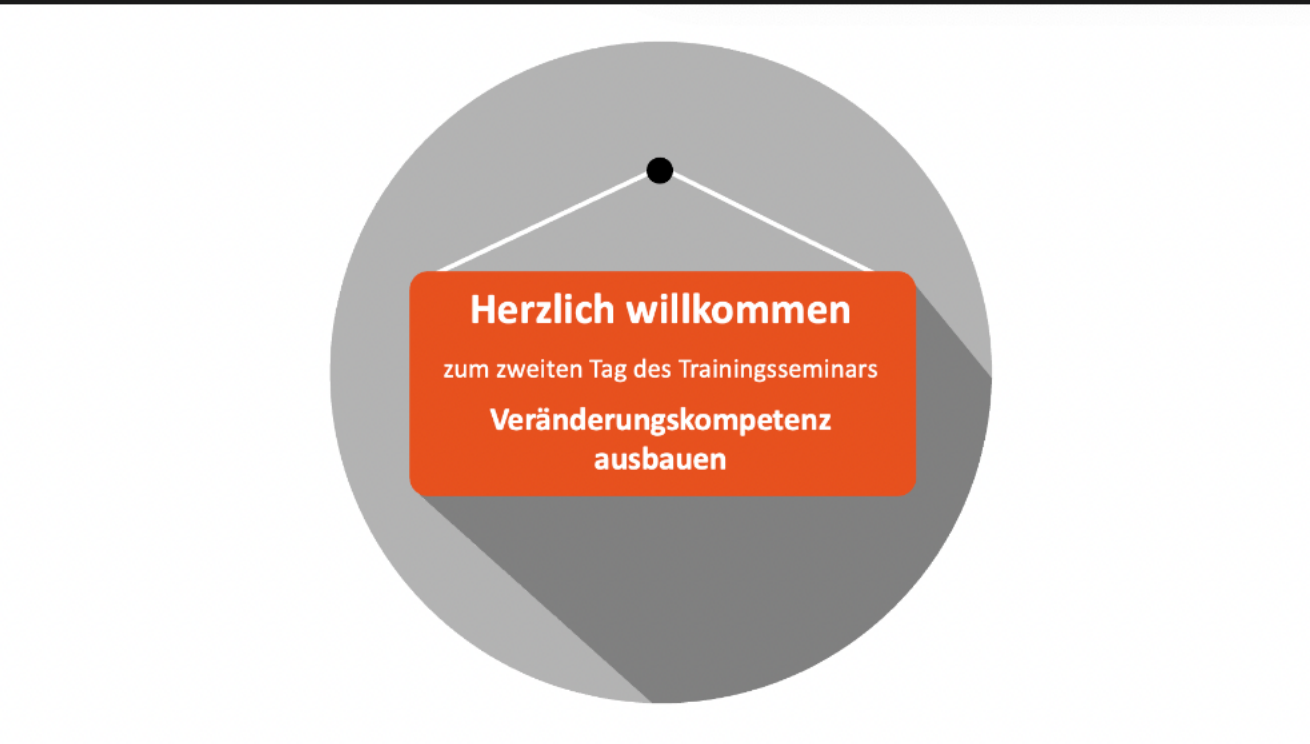 Herzlich willkommen
zum zweiten Tag des Trainingsseminars
Veränderungskompetenz
ausbauen